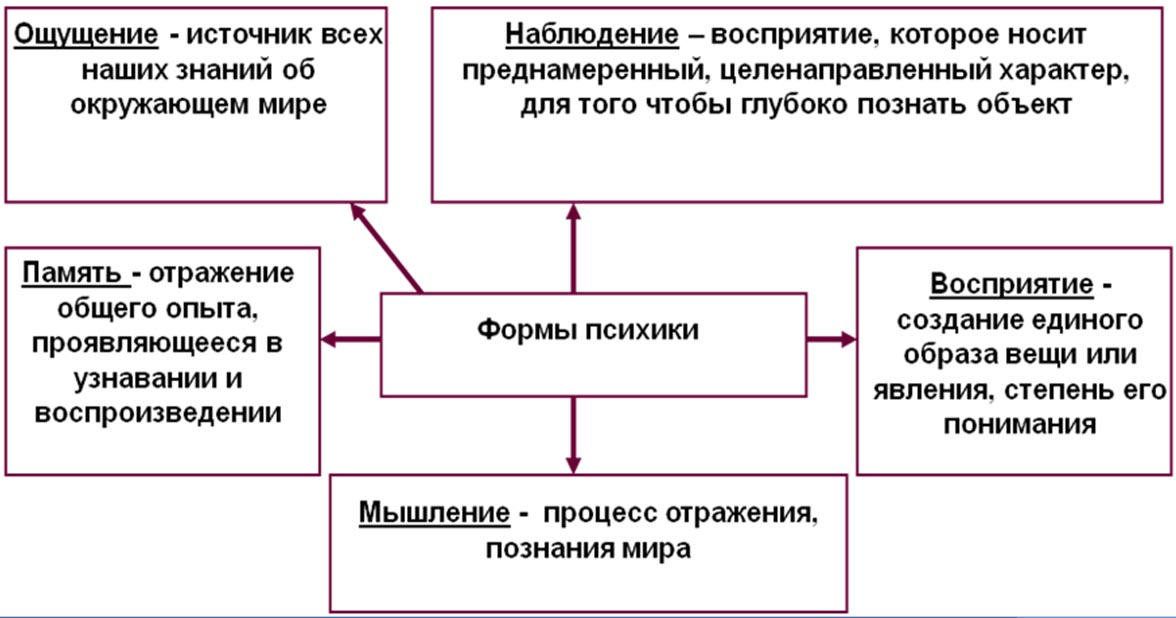 Ощущение - источник всех
наших знаний об
окружающем мире
Наблюдение – восприятие, которое носит
преднамеренный, целенаправленный характер,
для того чтобы глубоко познать объект
Память - отражение
общего опыта,
проявляющееся в
узнавании и
воспроизведении
Формы психики
Восприятие -
создание единого
образа вещи или
явления, степень его
понимания
Мышление - процесс отражения,
познания мира